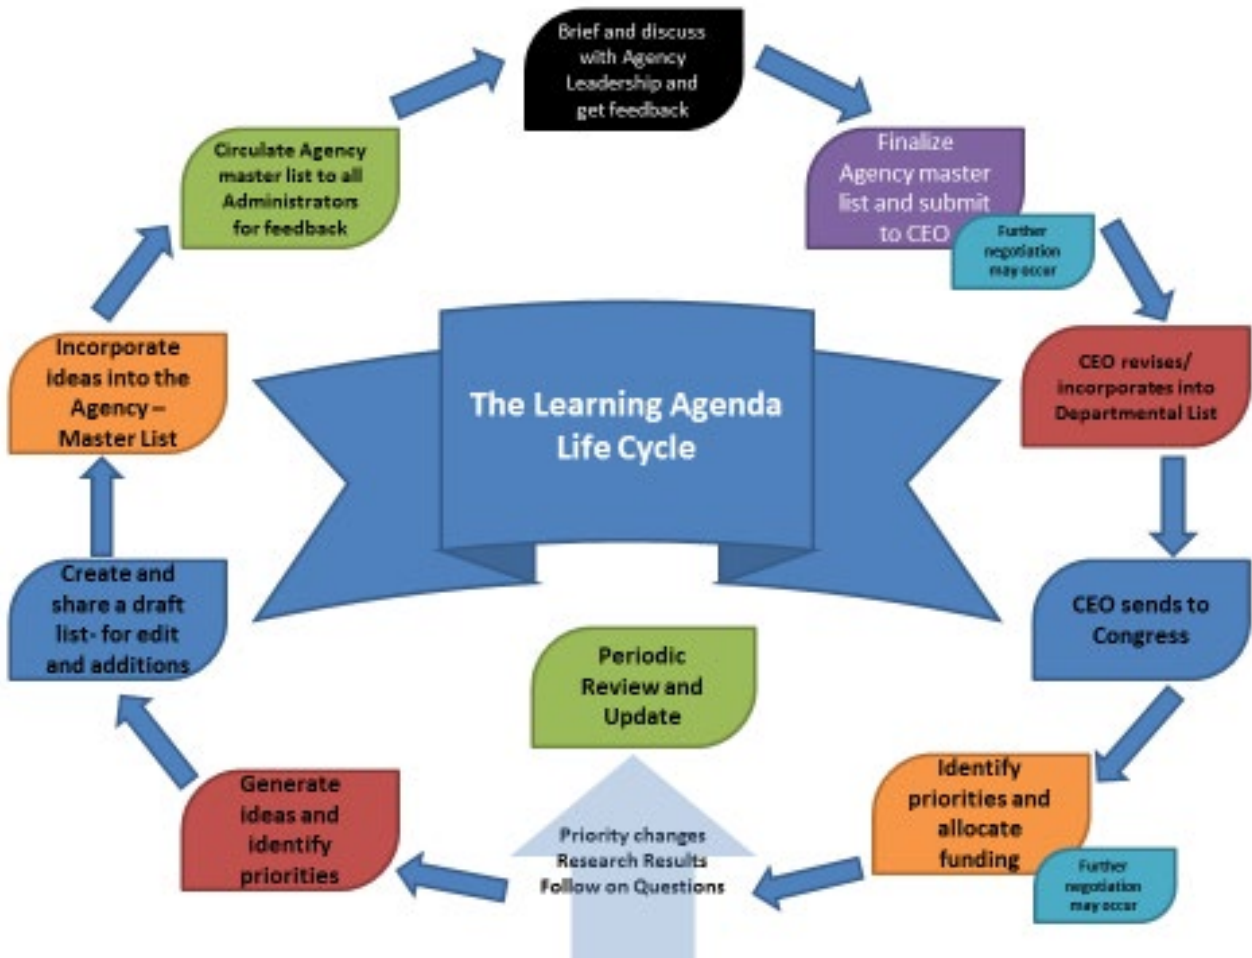 Brief and discuss
with Agency
Leadership and
get feedback
Finalize
Agency master
list and submit
to CEO
Further
negotiation
may occur
CEO revises/
incorporates into
Departmental List
CEO sends to
Congress
Identify
priorities and
allocate
funding
Further
negotiation
may occur
Priority changes
Research Results
Follow on Questions
Periodic
Review and
Update
Generate
ideas and
identify
priorities
Create and
share a draft
list- for edit
and additions
Incorporate
ideas into the
Agency –
Master List
Circulate Agency
master list to all
Administrators
for feedback
The Learning Agenda
Life Cycle